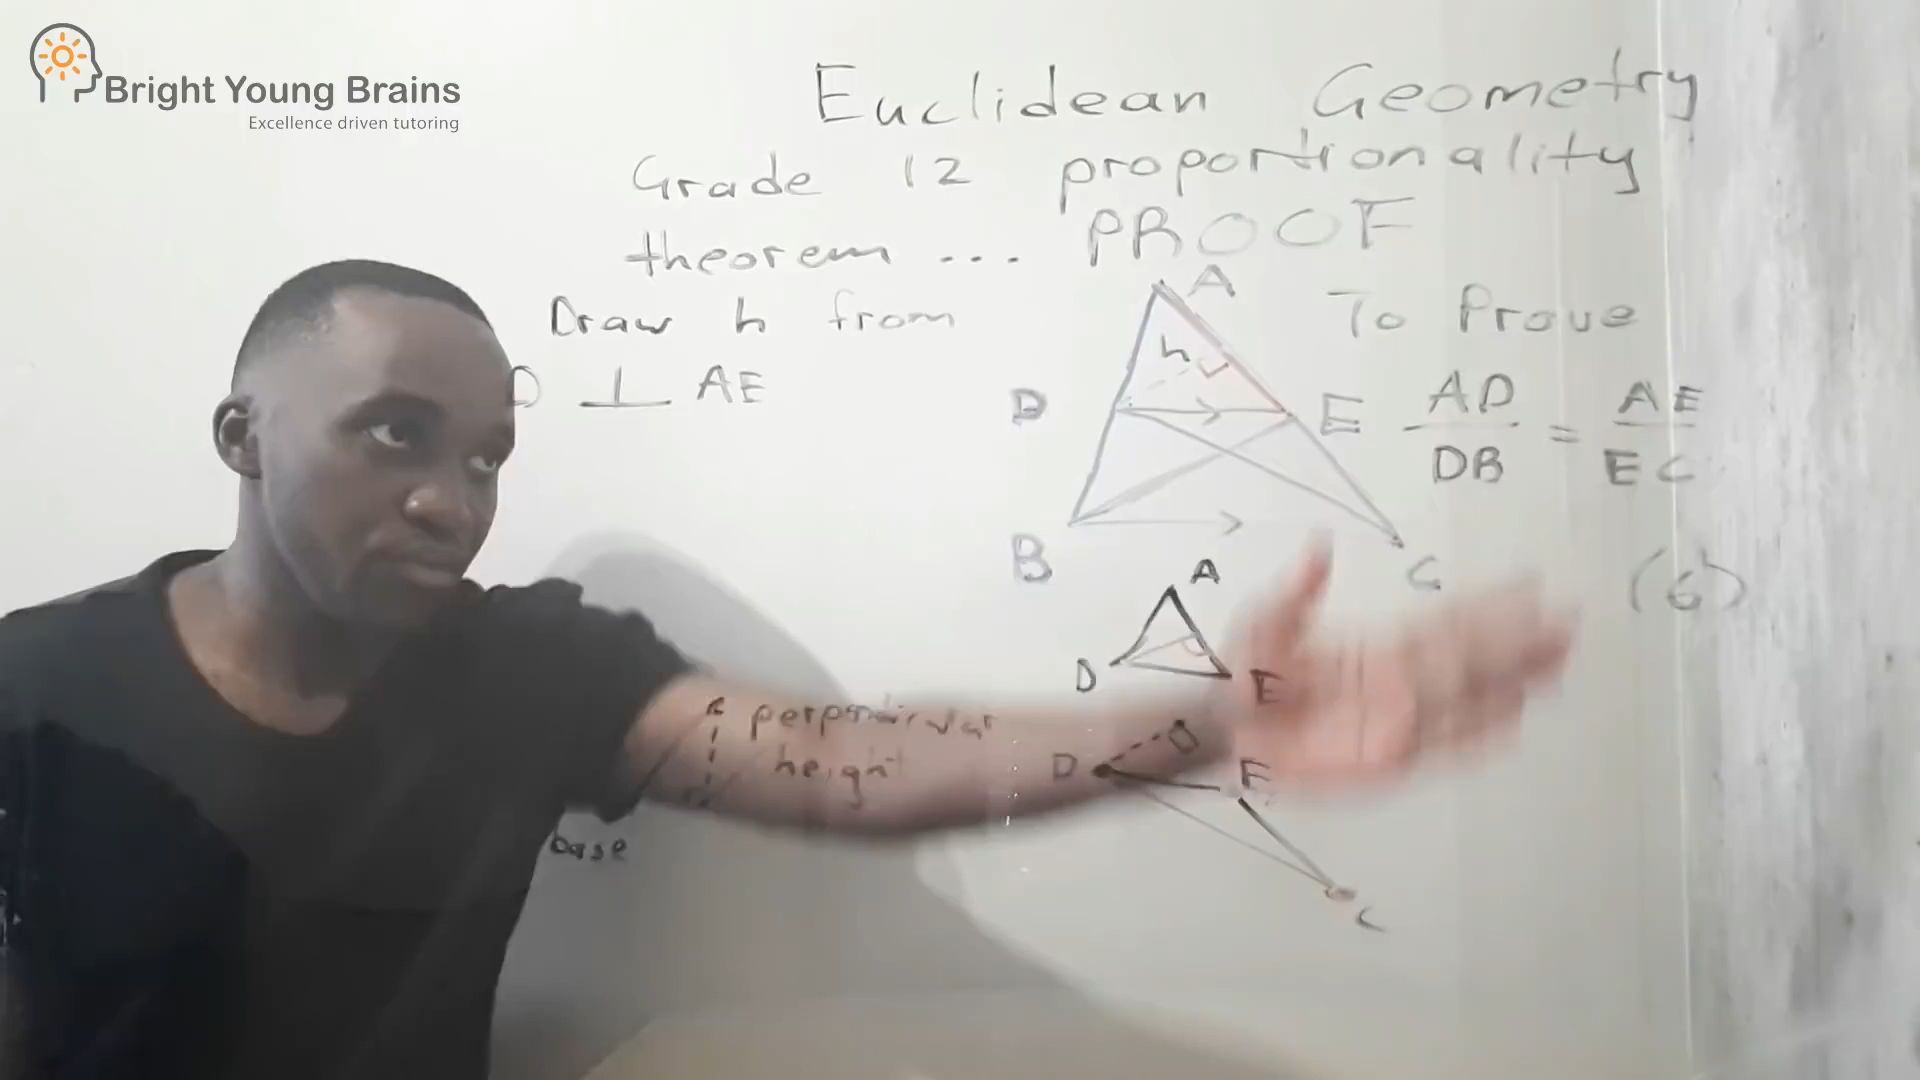 Bright Young Brains
Excellence driven tutoring
Euclidean Geometry
Grade 12 proportionality
theorem ... PROOF
Draw h from
D ⊥ AE
A
h
D
E
B
C
To Prove
AD/DB = AE/EC
(6)
A
D
E
perpendicular
height
base
D
E
C